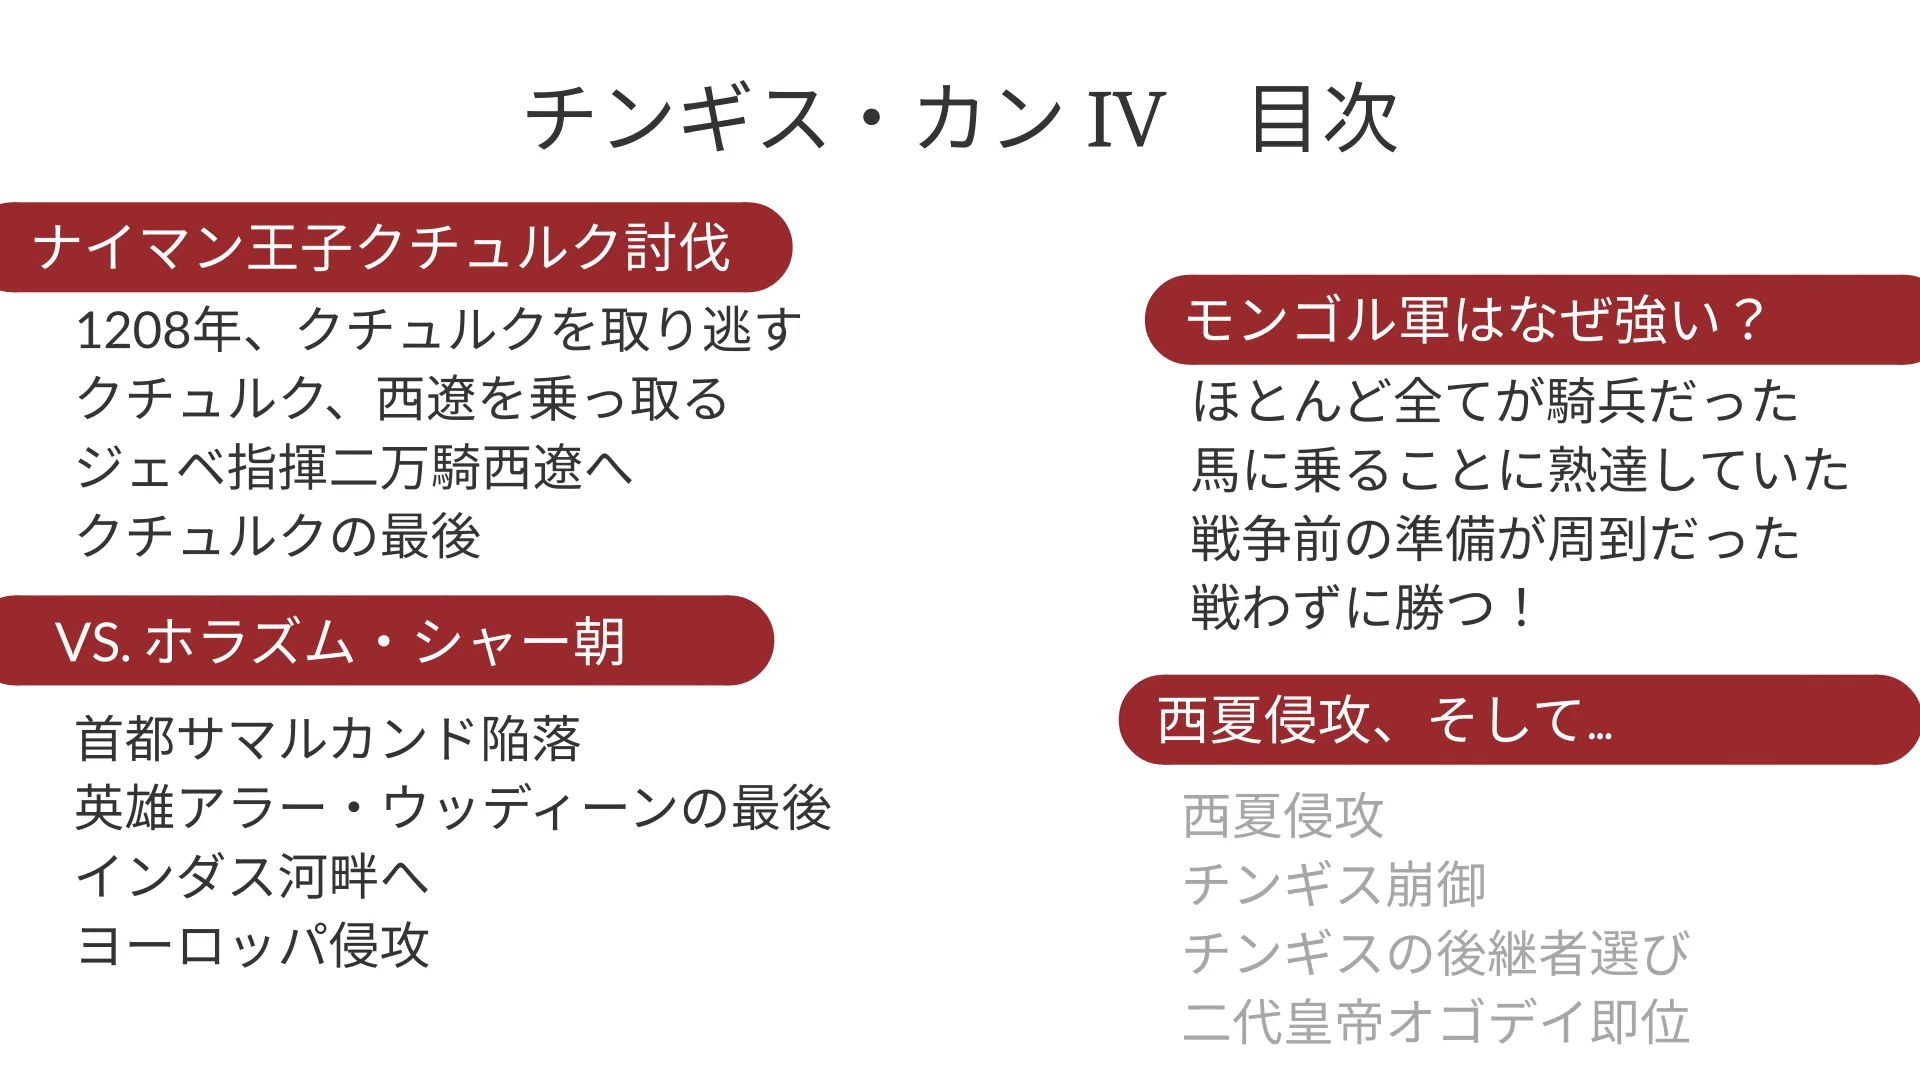 チンギス・カン IV　目次
ナイマン王子クチュルク討伐
1208年、クチュルクを取り逃す
クチュルク、西遼を乗っ取る
ジェベ指揮二万騎西遼へ
クチュルクの最後
VS. ホラズム・シャー朝
首都サマルカンド陥落
英雄アラー・ウッディーンの最後
インダス河畔へ
ヨーロッパ侵攻
モンゴル軍はなぜ強い？
ほとんど全てが騎兵だった
馬に乗ることに熟達していた
戦争前の準備が周到だった
戦わずに勝つ！
西夏侵攻、そして...
西夏侵攻
チンギス崩御
チンギスの後継者選び
二代皇帝オゴデイ即位